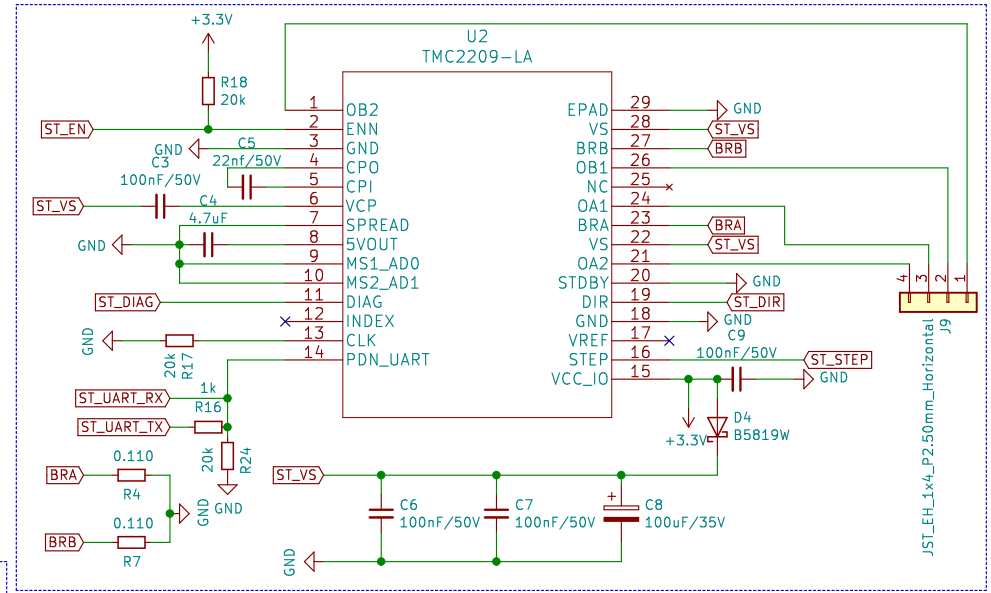 +3.3V
U2
TMC2209-LA
R18
20k
ST_EN
1
OB2
2
ENN
GND
3
GND
C5
22nf/50V
4
CPO
C3
100nF/50V
5
CPI
ST_VS
6
VCP
C4
4.7uF
7
SPREAD
GND
8
5VOUT
9
MS1_AD0
10
MS2_AD1
ST_DIAG
11
DIAG
12
INDEX
GND
20k
R17
13
CLK
14
PDN_UART
EPAD
29
GND
VS
28
ST_VS
BRB
27
BRB
OB1
26
NC
25
OA1
24
BRA
23
BRA
VS
22
ST_VS
OA2
21
STDBY
20
GND
DIR
19
ST_DIR
GND
18
GND
VREF
17
C9
100nF/50V
STEP
16
ST_STEP
VCC_IO
15
GND
+3.3V
D4
B5819W
4
3
2
1
J9
JST_EH_1x4_P2.50mm_Horizontal
ST_UART_RX
1k
R16
ST_UART_TX
20k
R24
GND
BRA
0.110
R4
GND
BRB
0.110
R7
ST_VS
C6
100nF/50V
C7
100nF/50V
+
C8
100uF/35V
GND